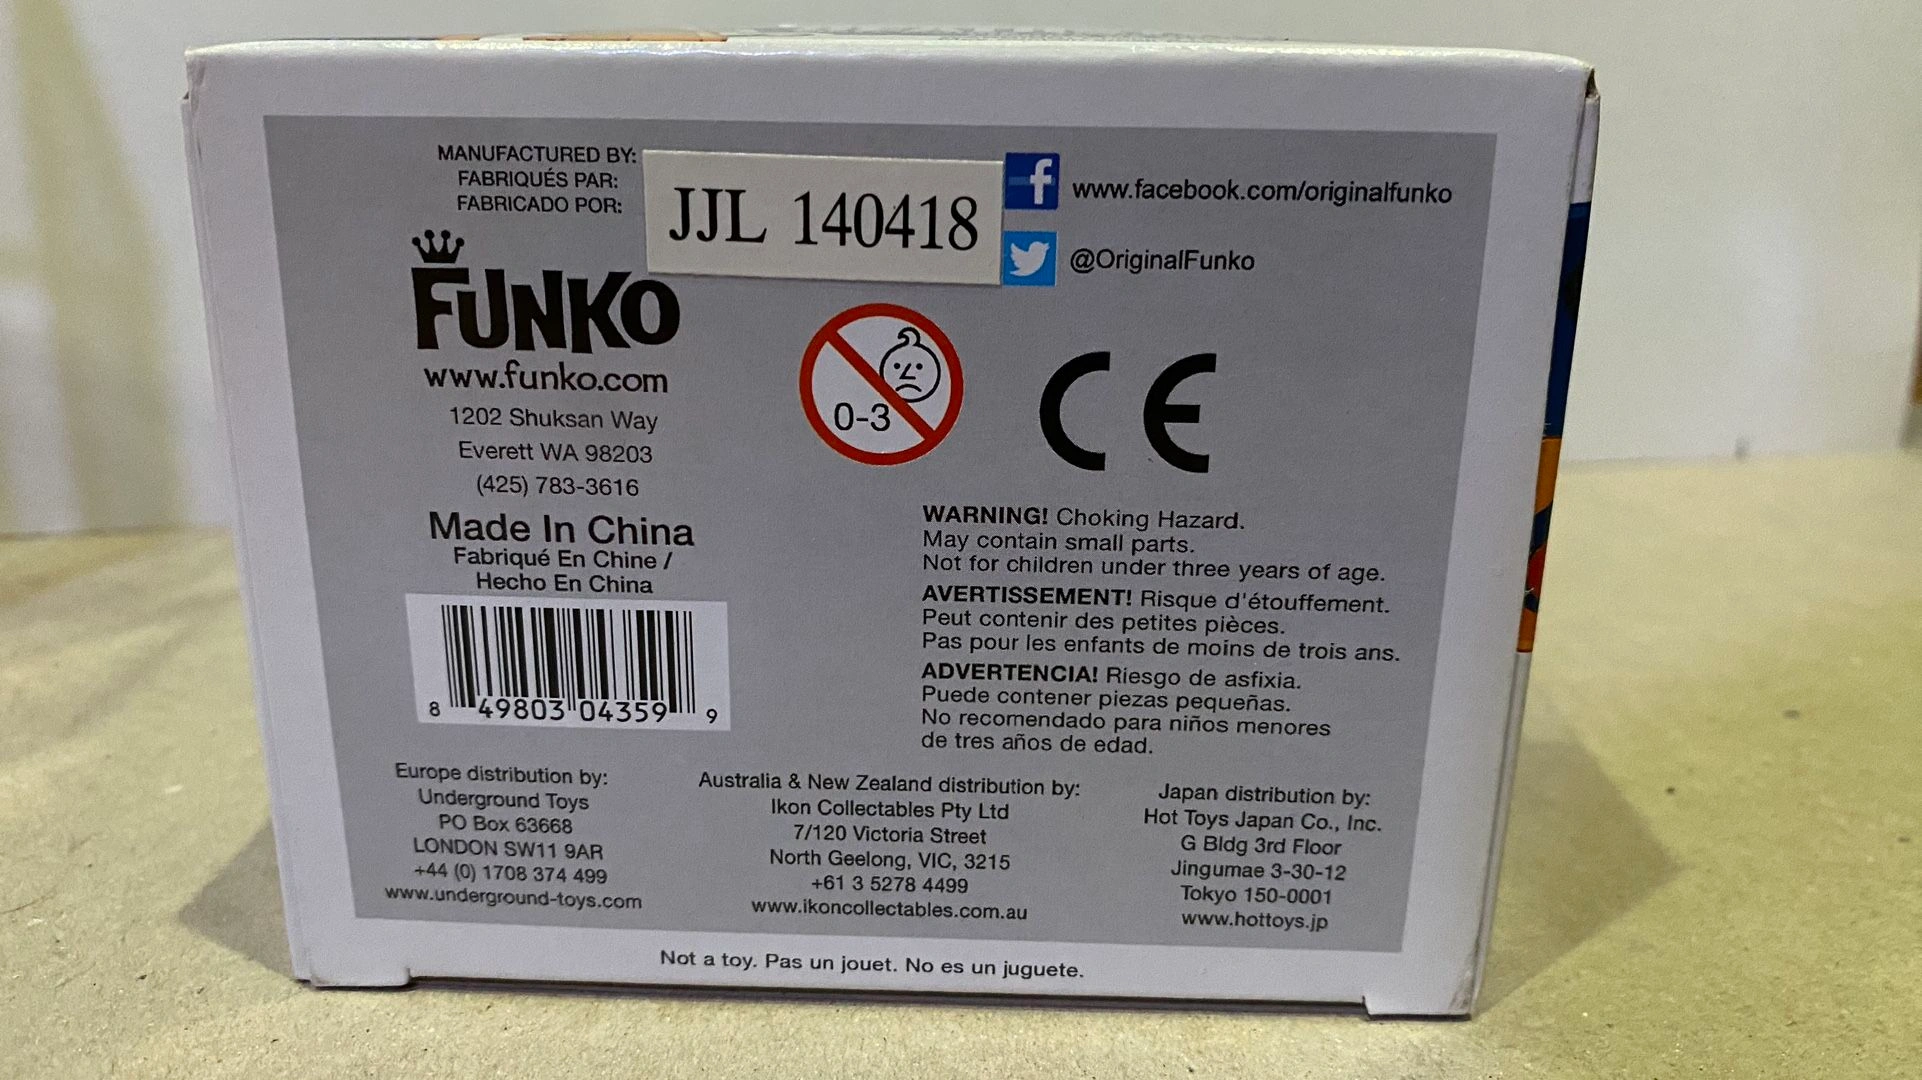 MANUFACTURED BY:
FABRIQUÉS PAR:
FABRICADO POR:
JJL 140418
FUNKO
www.funko.com
1202 Shuksan Way
Everett WA 98203
(425) 783-3616
Made In China
Fabriqué En Chine /
Hecho En China
8 49803 04359 9
f www.facebook.com/originalfunko
@OriginalFunko
0-3
CE
WARNING! Choking Hazard.
May contain small parts.
Not for children under three years of age.
AVERTISSEMENT! Risque d'étouffement.
Peut contenir des petites pièces.
Pas pour les enfants de moins de trois ans.
ADVERTENCIA! Riesgo de asfixia.
Puede contener piezas pequeñas.
No recomendado para niños menores
de tres años de edad.
Europe distribution by:
Underground Toys
PO Box 63668
LONDON SW11 9AR
+44 (0) 1708 374 499
www.underground-toys.com
Australia & New Zealand distribution by:
Ikon Collectables Pty Ltd
7/120 Victoria Street
North Geelong, VIC, 3215
+61 3 5278 4499
www.ikoncollectables.com.au
Japan distribution by:
Hot Toys Japan Co., Inc.
G Bldg 3rd Floor
Jingumae 3-30-12
Tokyo 150-0001
www.hottoys.jp
Not a toy. Pas un jouet. No es un juguete.